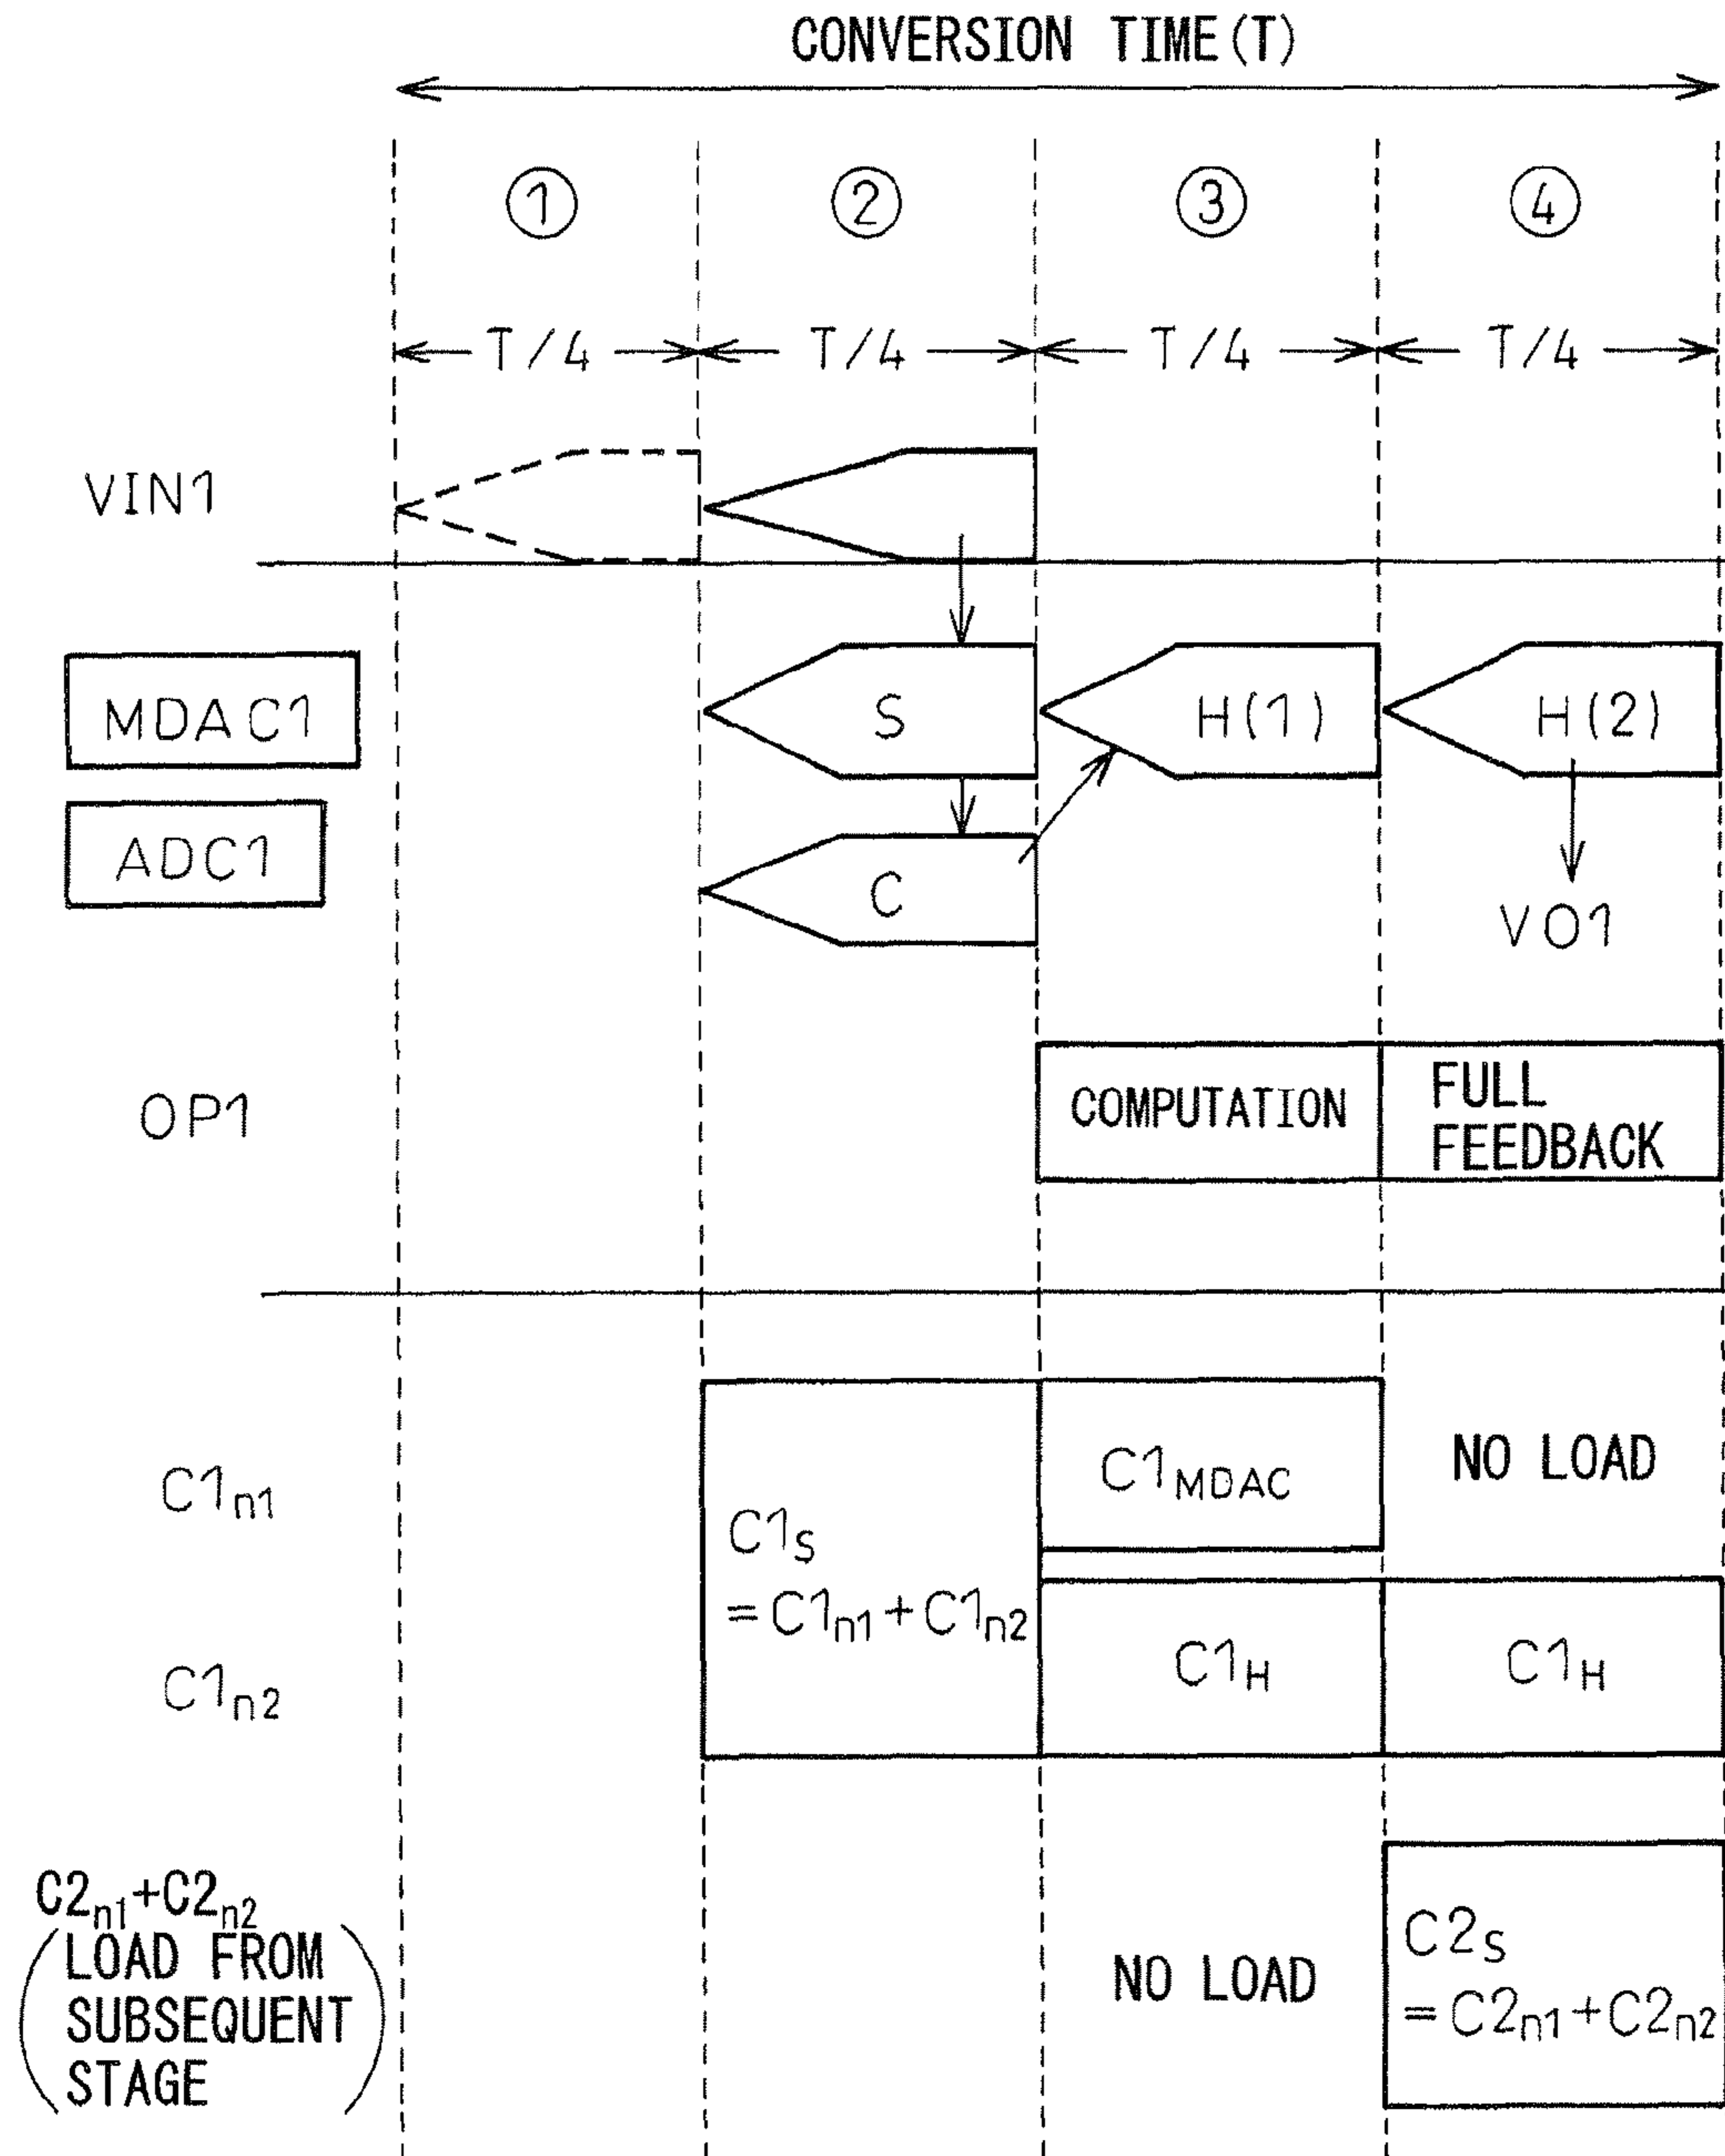 CONVERSION TIME(T)
① ② ③ ④
T/4 T/4 T/4 T/4
VIN1
MDAC1 S H(1) H(2)
ADC1 C VO1
OP1 COMPUTATION FULL
FEEDBACK
C1n1 C1MDAC NO LOAD
C1S
=C1n1+C1n2
C1n2 C1H C1H
C2n1+C2n2
LOAD FROM
SUBSEQUENT
STAGE
NO LOAD
C2S
=C2n1+C2n2